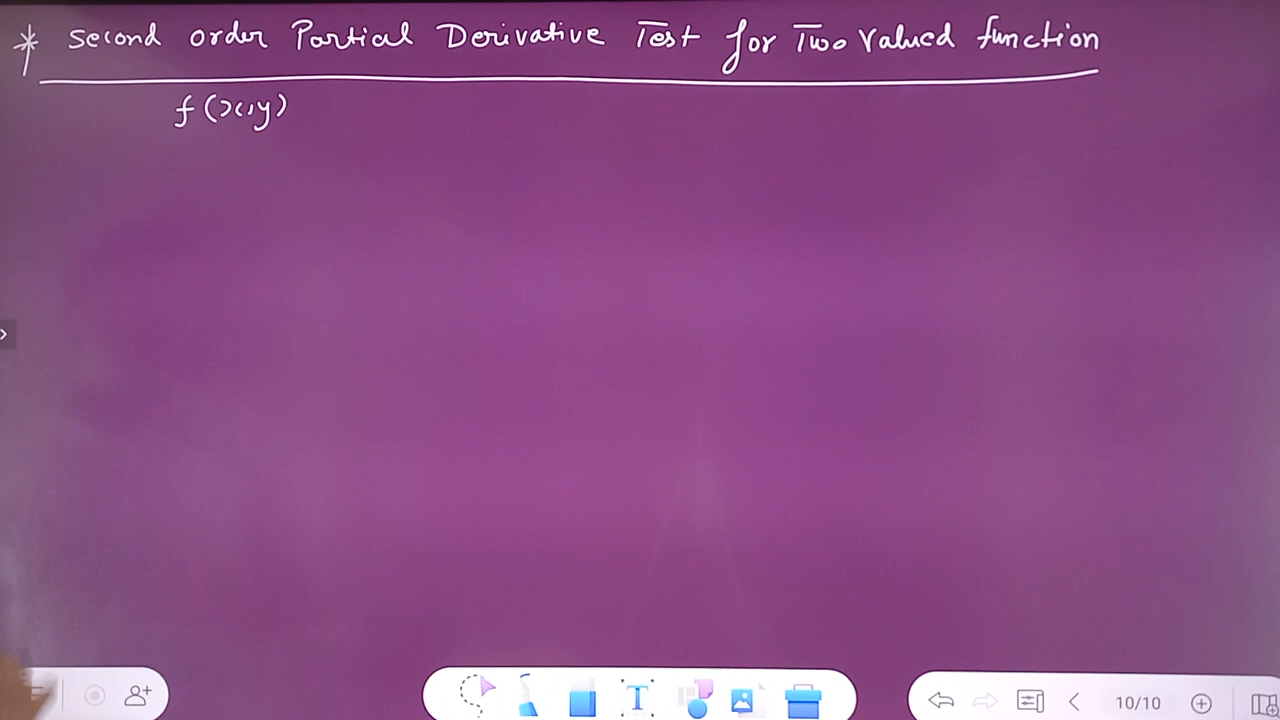 * Second order Partial Derivative Test for Two Valued function
f(x,y)
10/10